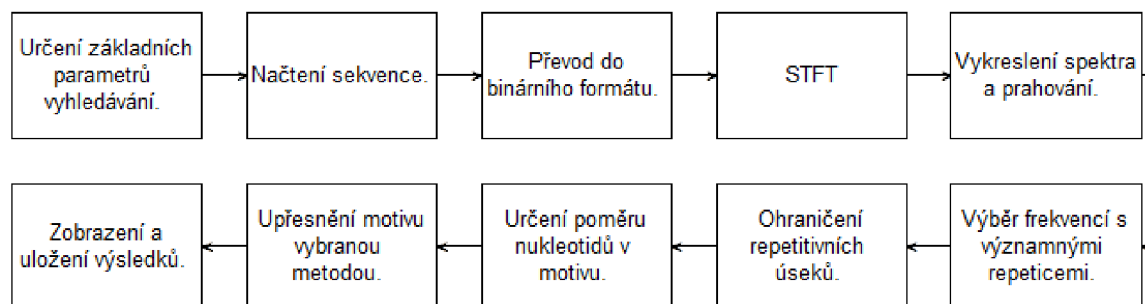 Určení základních
parametrů
vyhledávání.
Načtení sekvence.
Převod do
binárního formátu.
STFT
Vykreslení spektra
a prahování.
Výběr frekvencí s
významnými
repeticemi.
Ohraničení
repetitivních
úseků.
Určení poměru
nukleotidů v
motivu.
Upřesnění motivu
vybranou
metodou.
Zobrazení a
uložení výsledků.